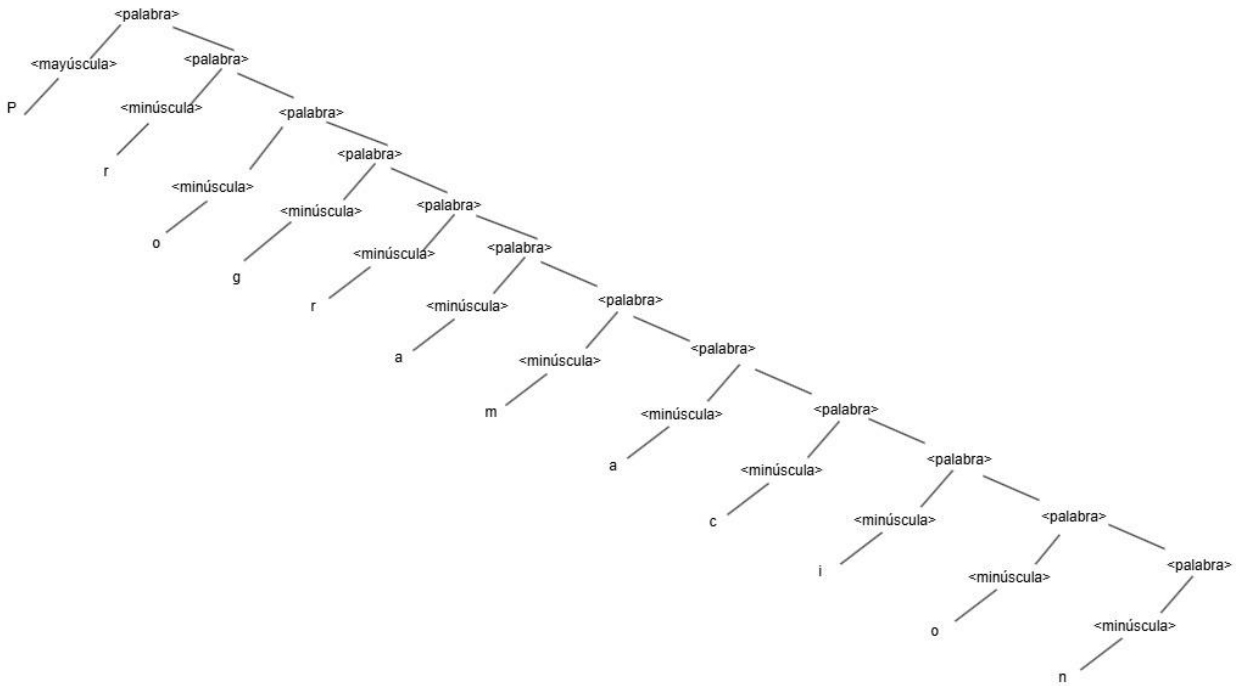 <palabra>
<mayúscula> <palabra>
P <minúscula> <palabra>
<palabra>
r
<minúscula> <palabra>
<minúscula>
o <palabra>
<minúscula>
g
<palabra>
r <minúscula>
<palabra>
a <minúscula>
<palabra>
m
<minúscula>
<palabra>
a
<minúscula>
<palabra>
c <minúscula>
<palabra>
i
<minúscula>
<minúscula>
o
n